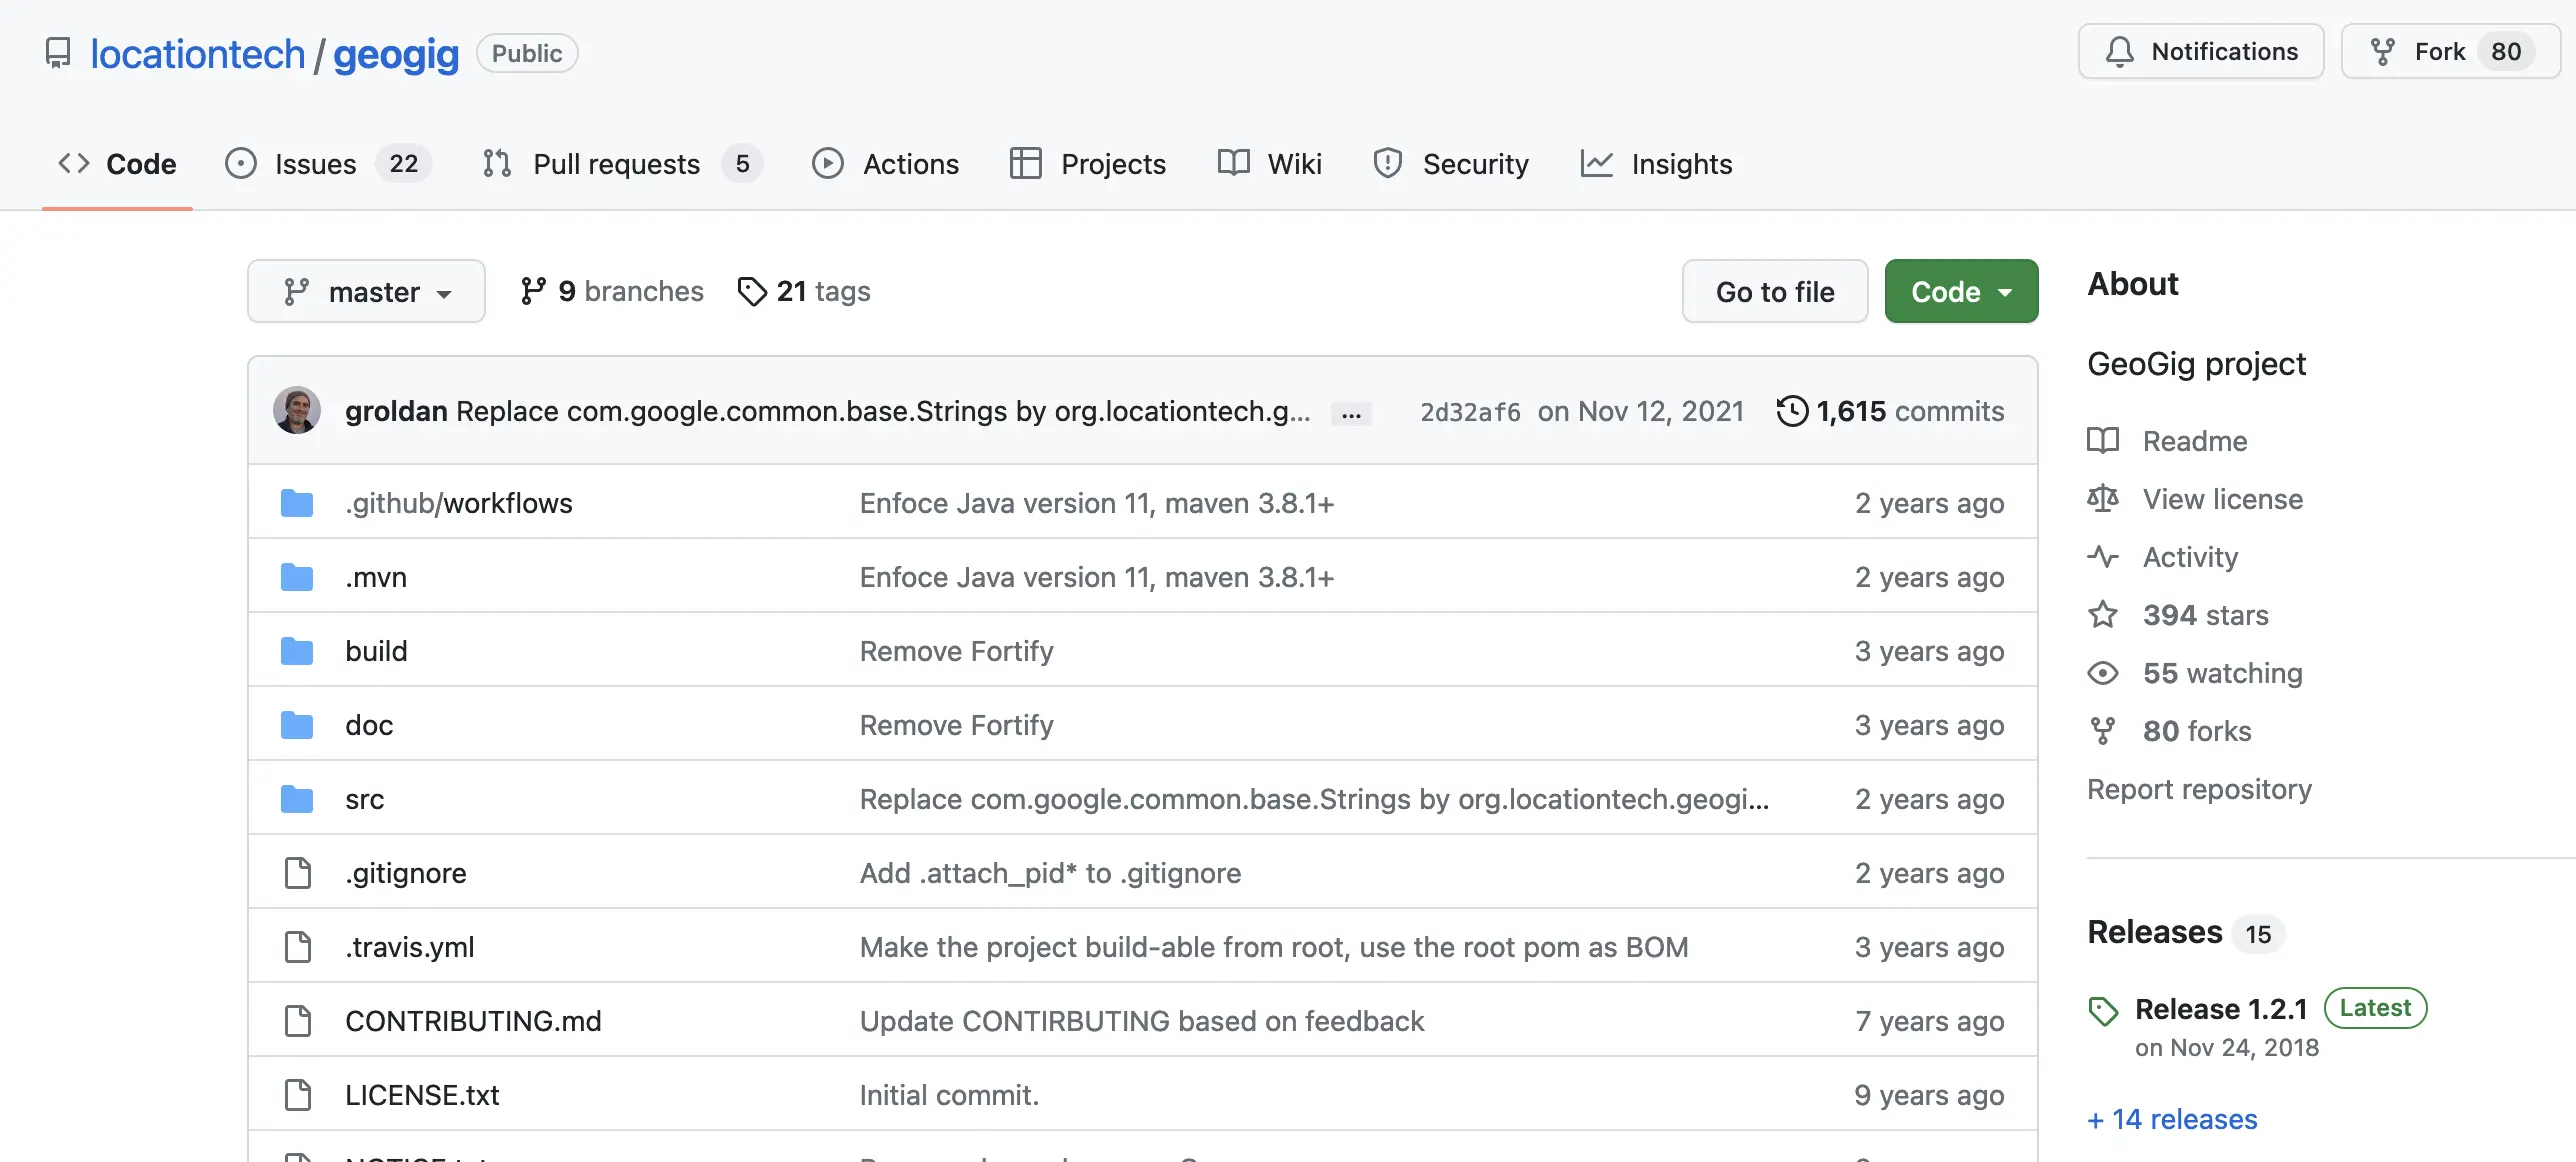 locationtech / geogig Public Notifications Fork 80
Code Issues 22 Pull requests 5 Actions Projects Wiki Security Insights
master 9 branches 21 tags Go to file Code
groldan Replace com.google.common.base.Strings by org.locationtech.g... ... 2d32af6 on Nov 12, 2021 1,615 commits
.github/workflows Enfoce Java version 11, maven 3.8.1+ 2 years ago
.mvn Enfoce Java version 11, maven 3.8.1+ 2 years ago
build Remove Fortify 3 years ago
doc Remove Fortify 3 years ago
src Replace com.google.common.base.Strings by org.locationtech.geogi... 2 years ago
.gitignore Add .attach_pid* to .gitignore 2 years ago
.travis.yml Make the project build-able from root, use the root pom as BOM 3 years ago
CONTRIBUTING.md Update CONTIRBUTING based on feedback 7 years ago
LICENSE.txt Initial commit. 9 years ago
About
GeoGig project
Readme
View license
Activity
394 stars
55 watching
80 forks
Report repository
Releases 15
Release 1.2.1 Latest
on Nov 24, 2018
+ 14 releases